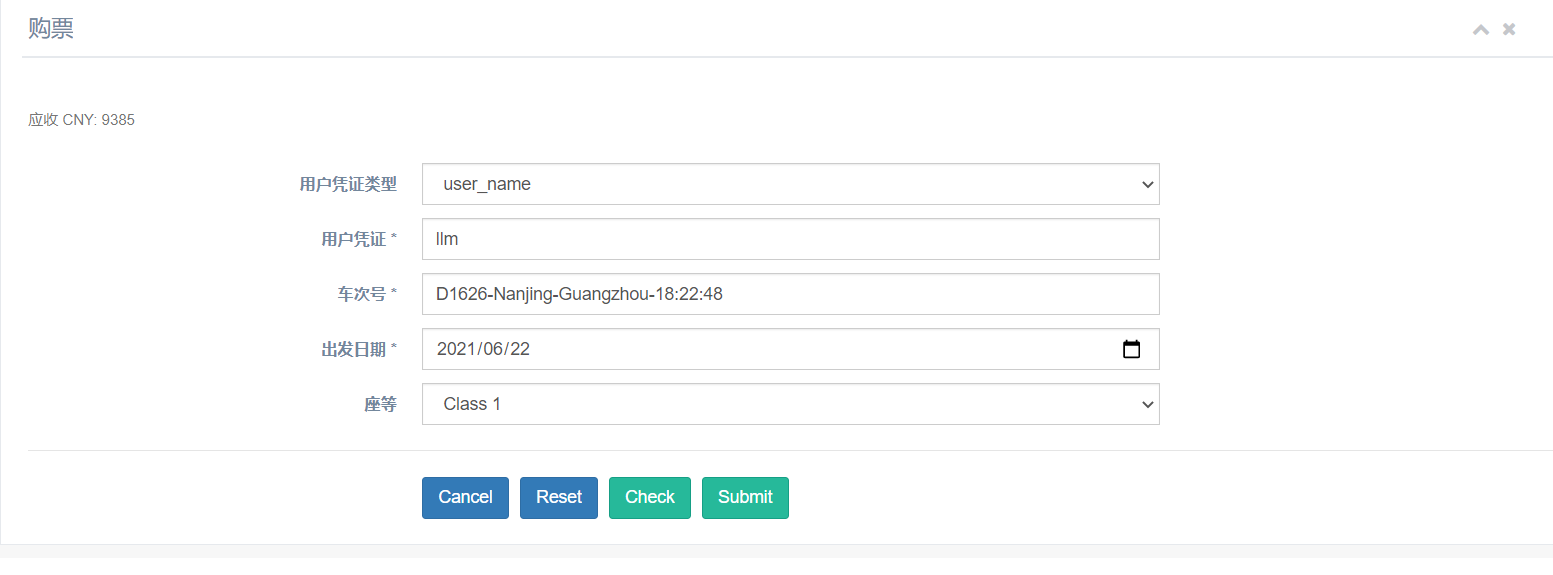 购票
应收 CNY: 9385
用户凭证类型 user_name
用户凭证 * llm
车次号 * D1626-Nanjing-Guangzhou-18:22:48
出发日期 * 2021/06/22
座等 Class 1
Cancel Reset Check Submit